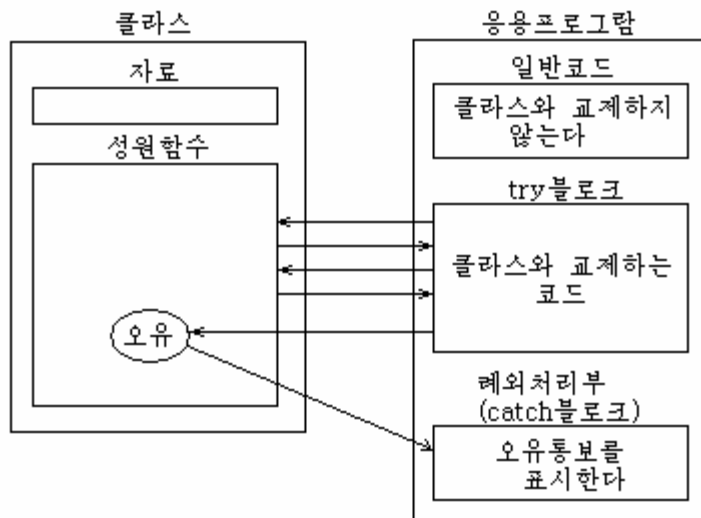 클라스
자료
성원함수
오유
응용프로그람
일반코드
클라스와 교제하지
않는다
try블로크
클라스와 교제하는
코드
례외처리부
(catch블로크)
오유통보를
표시한다